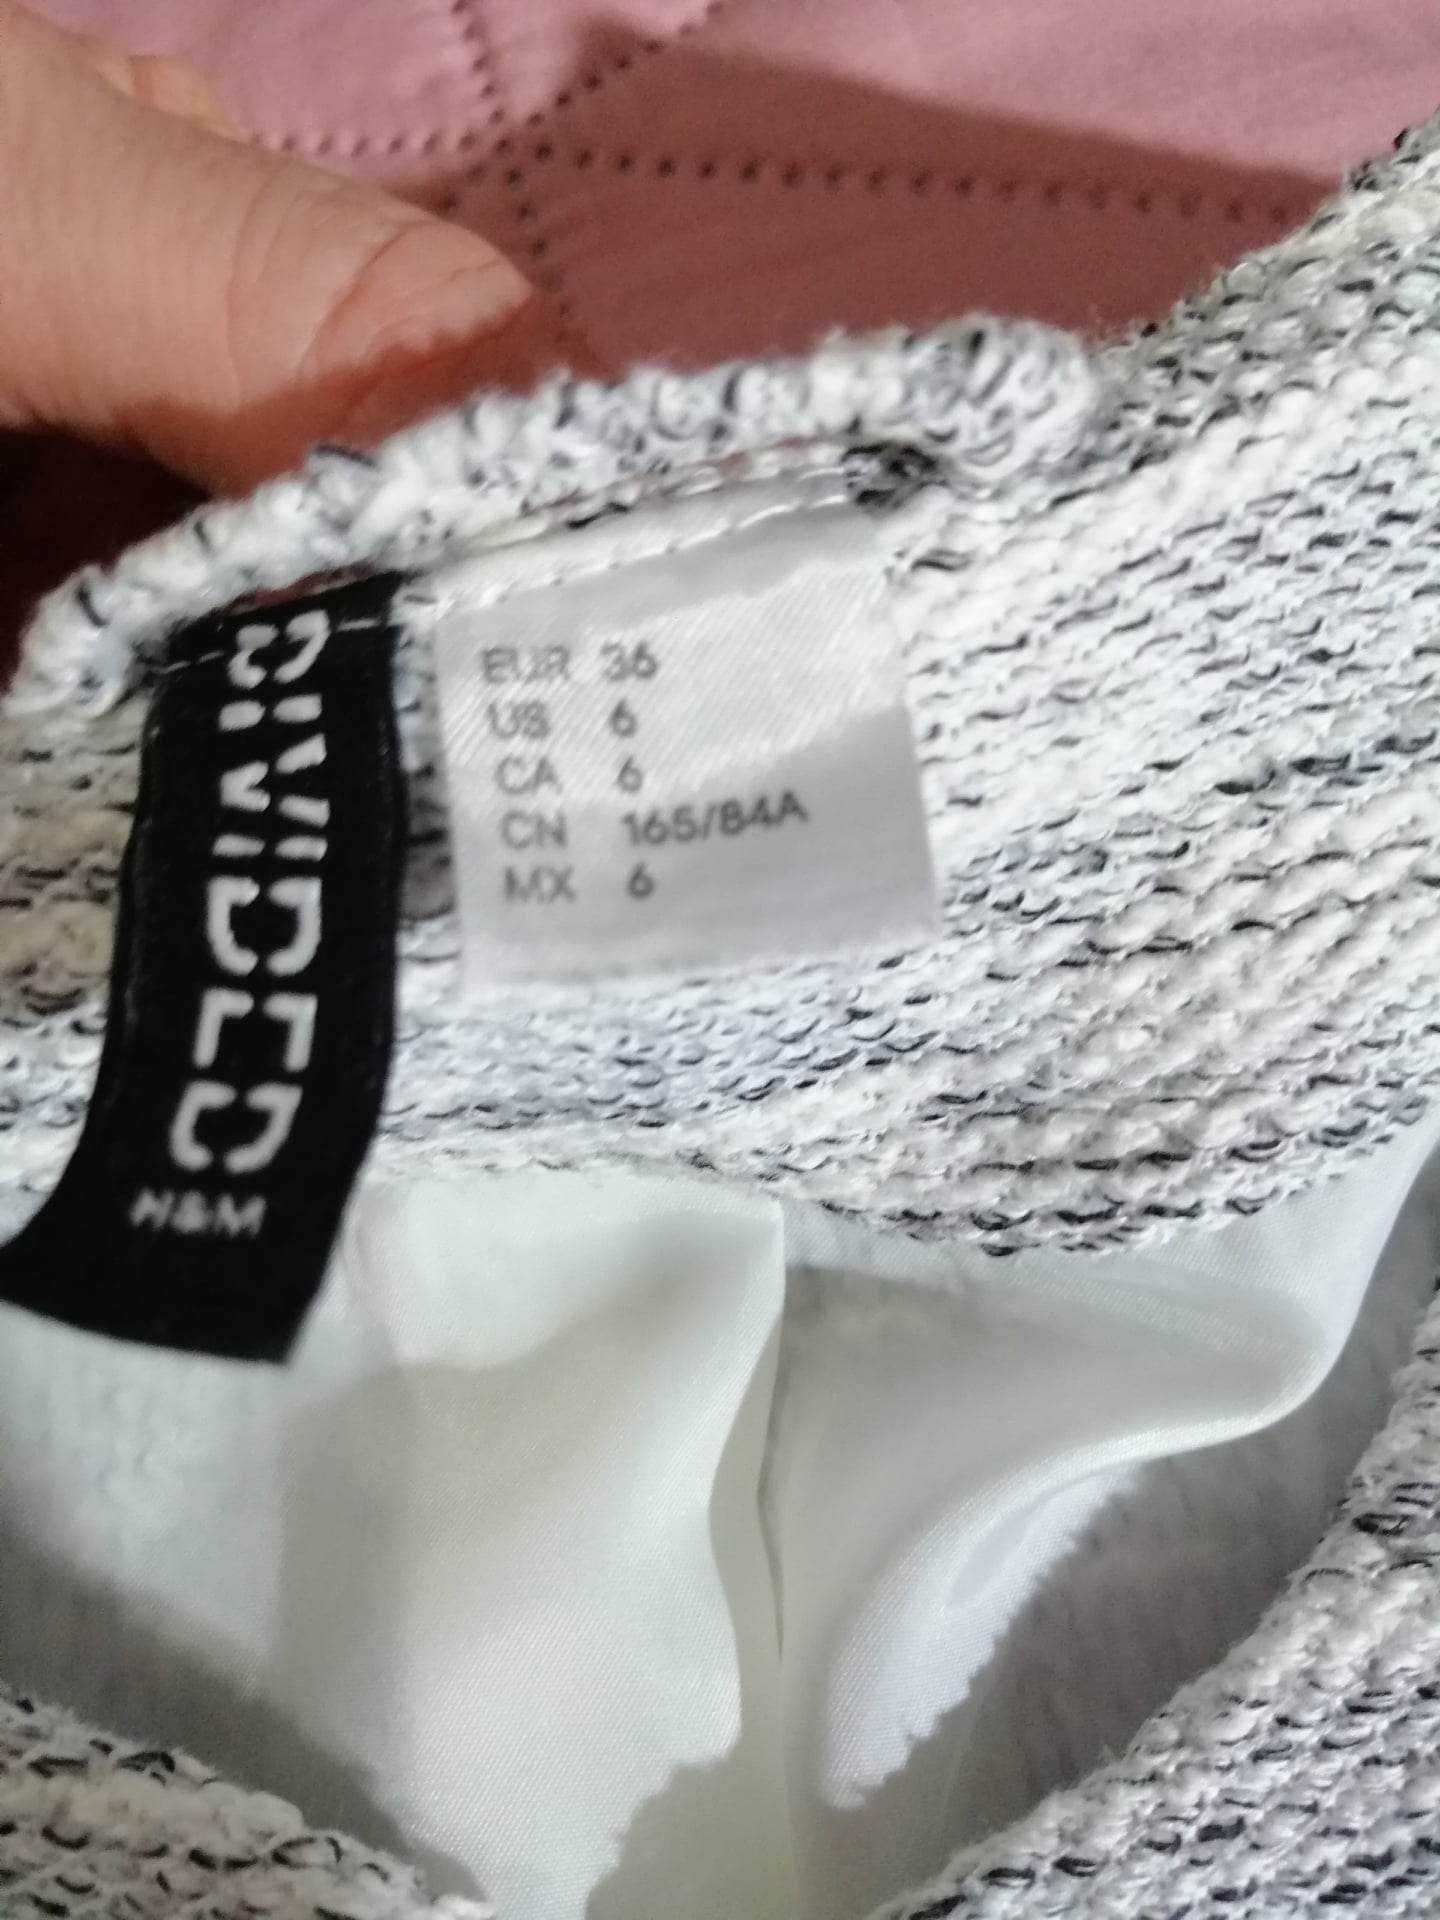 DIVIDED
H&M
EUR 36
US 6
CA 6
CN 165/84A
MX 6